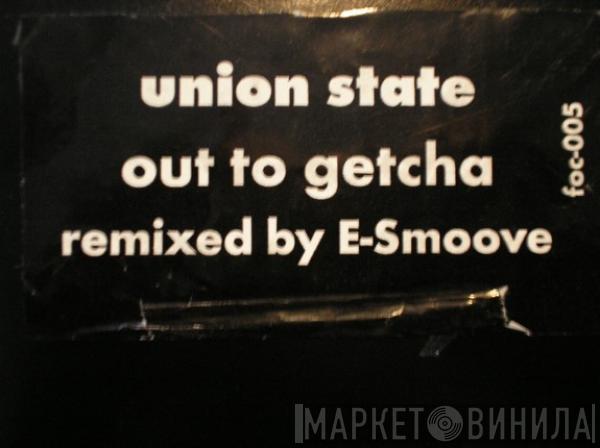 union state
out to getcha
remixed by E-Smoove
foc-005
МАРКЕТ ВИНИЛА